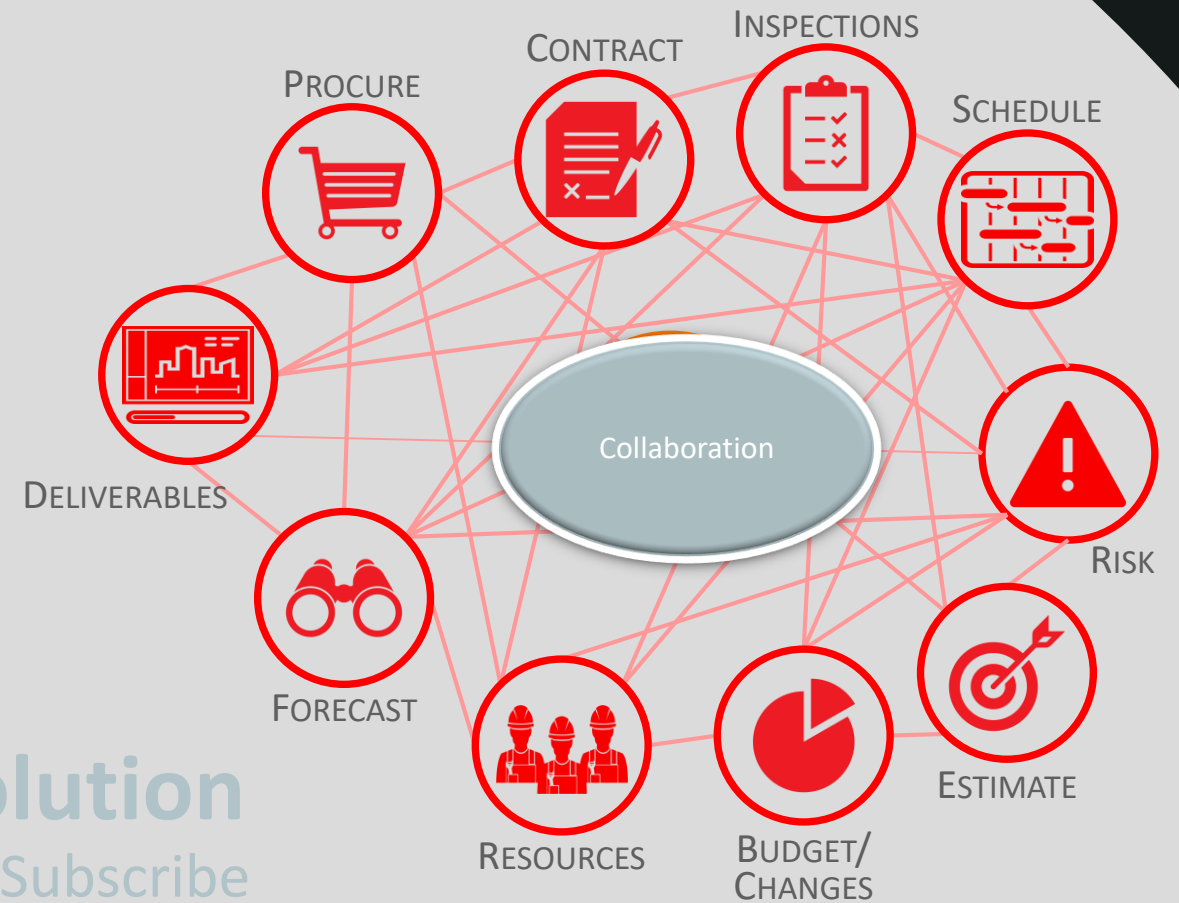 INSPECTIONS
CONTRACT
PROCURE
SCHEDULE
Collaboration
DELIVERABLES
RISK
FORECAST
ESTIMATE
RESOURCES
BUDGET/
CHANGES
olution
Subscribe